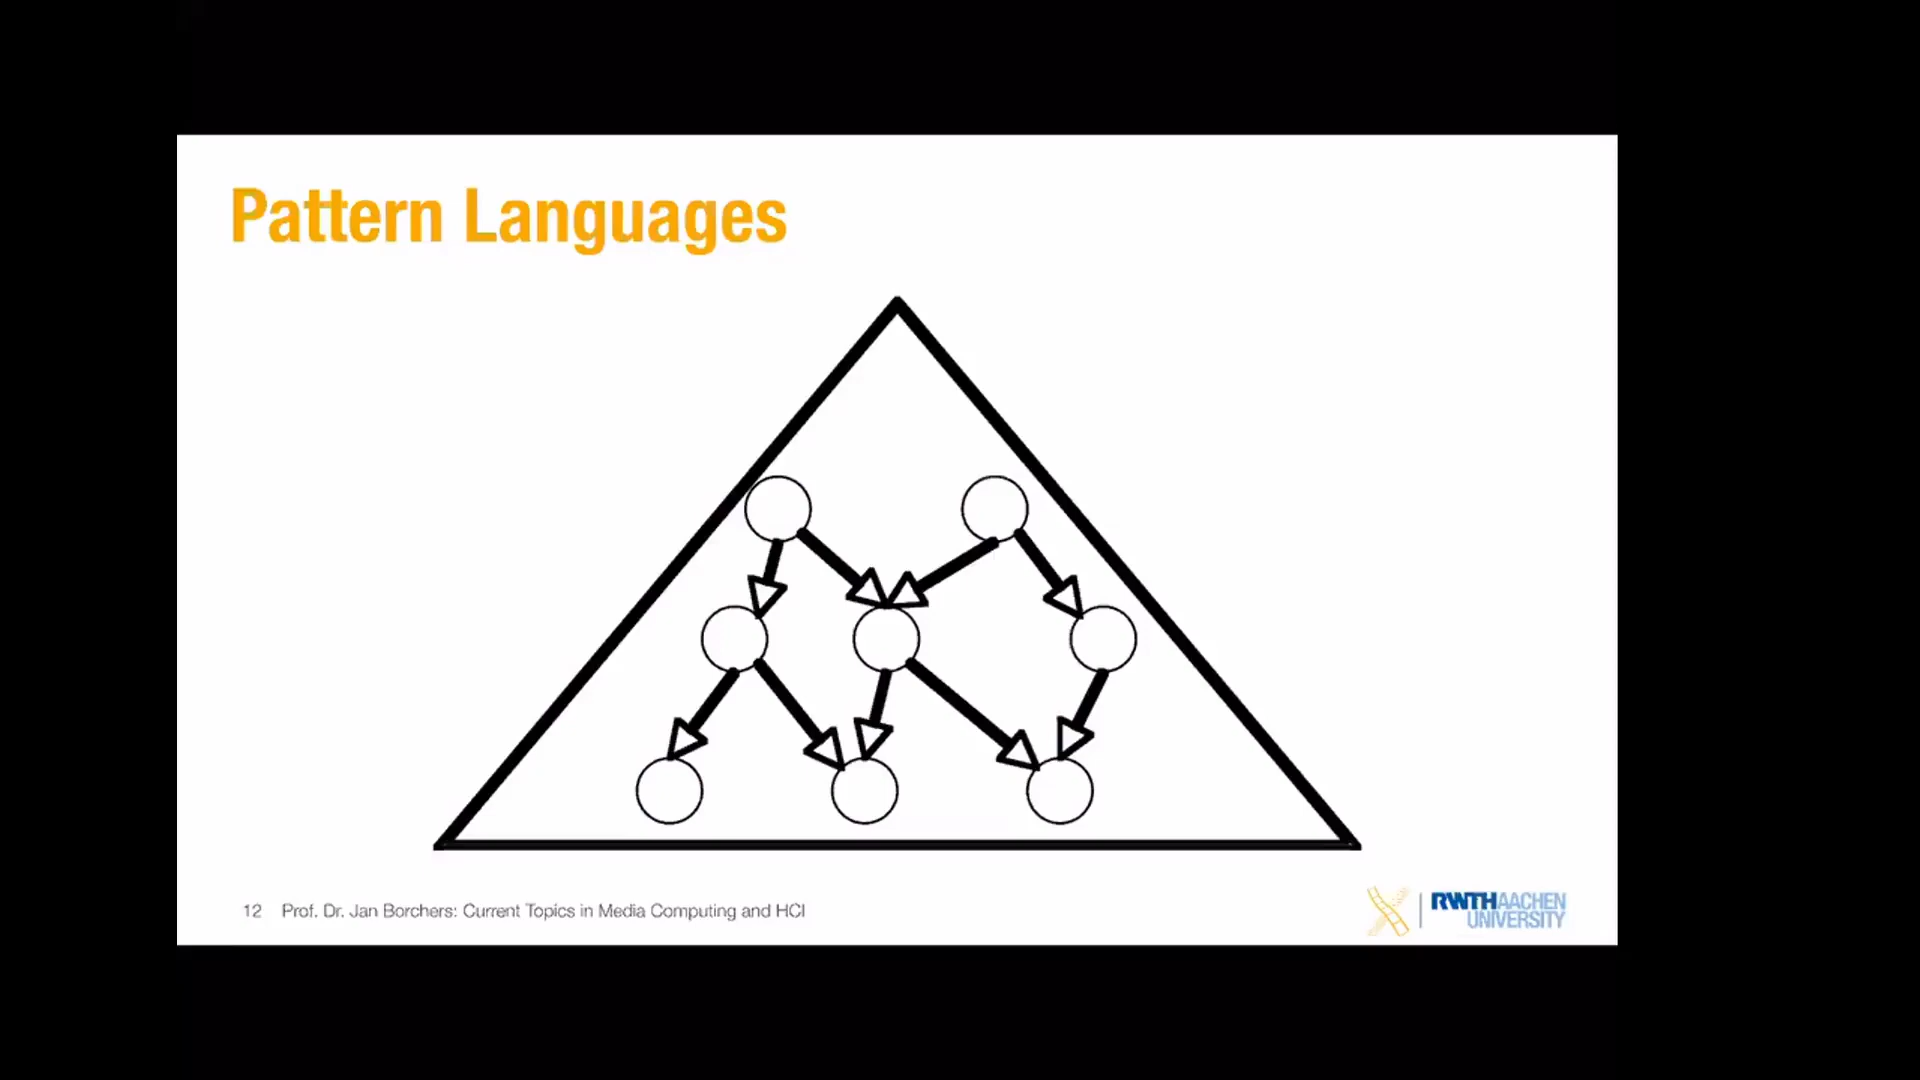 Pattern Languages
12 Prof. Dr. Jan Borchers: Current Topics in Media Computing and HCI
RWTHAACHEN
UNIVERSITY